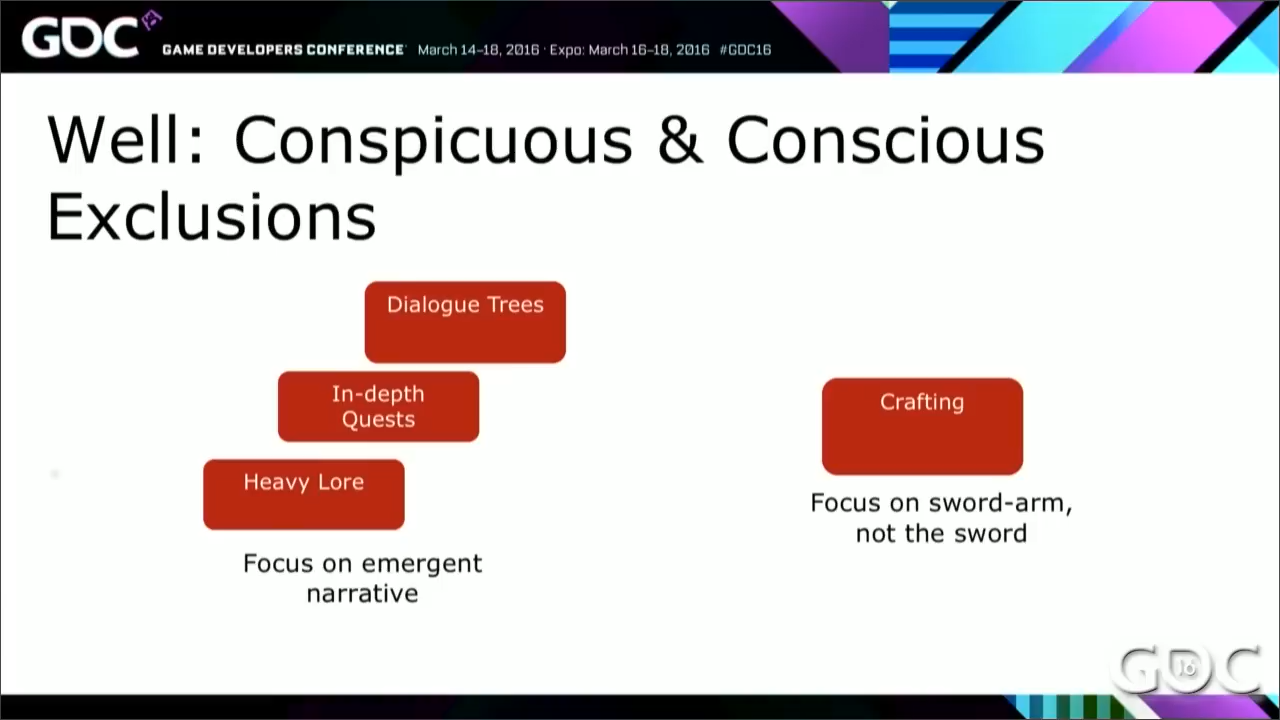 GDC
GAME DEVELOPERS CONFERENCE March 14–18, 2016 · Expo: March 16–18, 2016 #GDC16
Well: Conspicuous & Conscious
Exclusions
Dialogue Trees
In-depth
Quests
Heavy Lore
Focus on emergent
narrative
Crafting
Focus on sword-arm,
not the sword
GDC
16